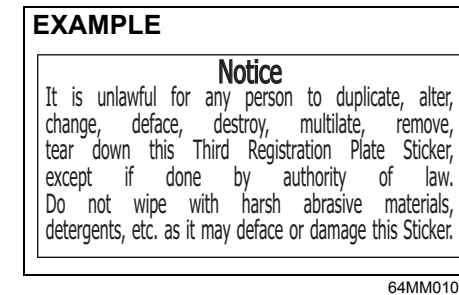 EXAMPLE
Notice
It is unlawful for any person to duplicate, alter,
change, deface, destroy, multilate, remove,
tear down this Third Registration Plate Sticker,
except if done by authority of law.
Do not wipe with harsh abrasive materials,
detergents, etc. as it may deface or damage this Sticker.
64MM010